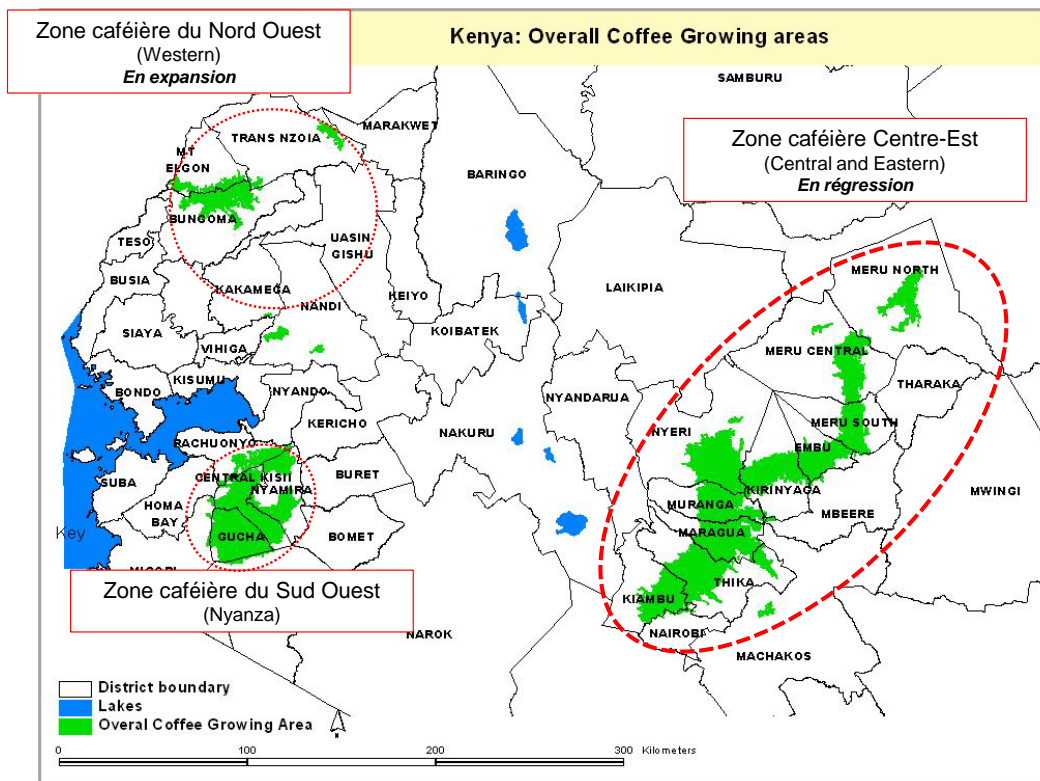 Zone caféière du Nord Ouest
(Western)
En expansion
Kenya: Overall Coffee Growing areas
Zone caféière Centre-Est
(Central and Eastern)
En régression
SAMBURU
MARAKWET
TRANS NZOIA
MT
ELGON
BARINGO
BUNGOMA
TESO
UASIN
GISHU
BUSIA
KAKAMEGA
KEIYO
NANDI
LAIKIPIA
MERU NORTH
SIAYA
VIHIGA
KOIBATEK
MERU CENTRAL
THARAKA
BONDO
KISUMU
NYANDO
NYANDARUA
KERICHO
MERU SOUTH
NYERI
NAKURU
EMBU
RACHUONYO
CENTRAL KISII
BURET
SUBA
NYAMIRA
KIRINYAGA
MWINGI
HOMA
BAY
MURANGA
MBEERE
Key
GUCHA
BOMET
MARAGUA
MIGORI
THIKA
KIAMBU
Zone caféière du Sud Ouest
(Nyanza)
NAROK
NAIROBI
MACHAKOS
District boundary
Lakes
Overal Coffee Growing Area
N
0 100 200 300 Kilometers